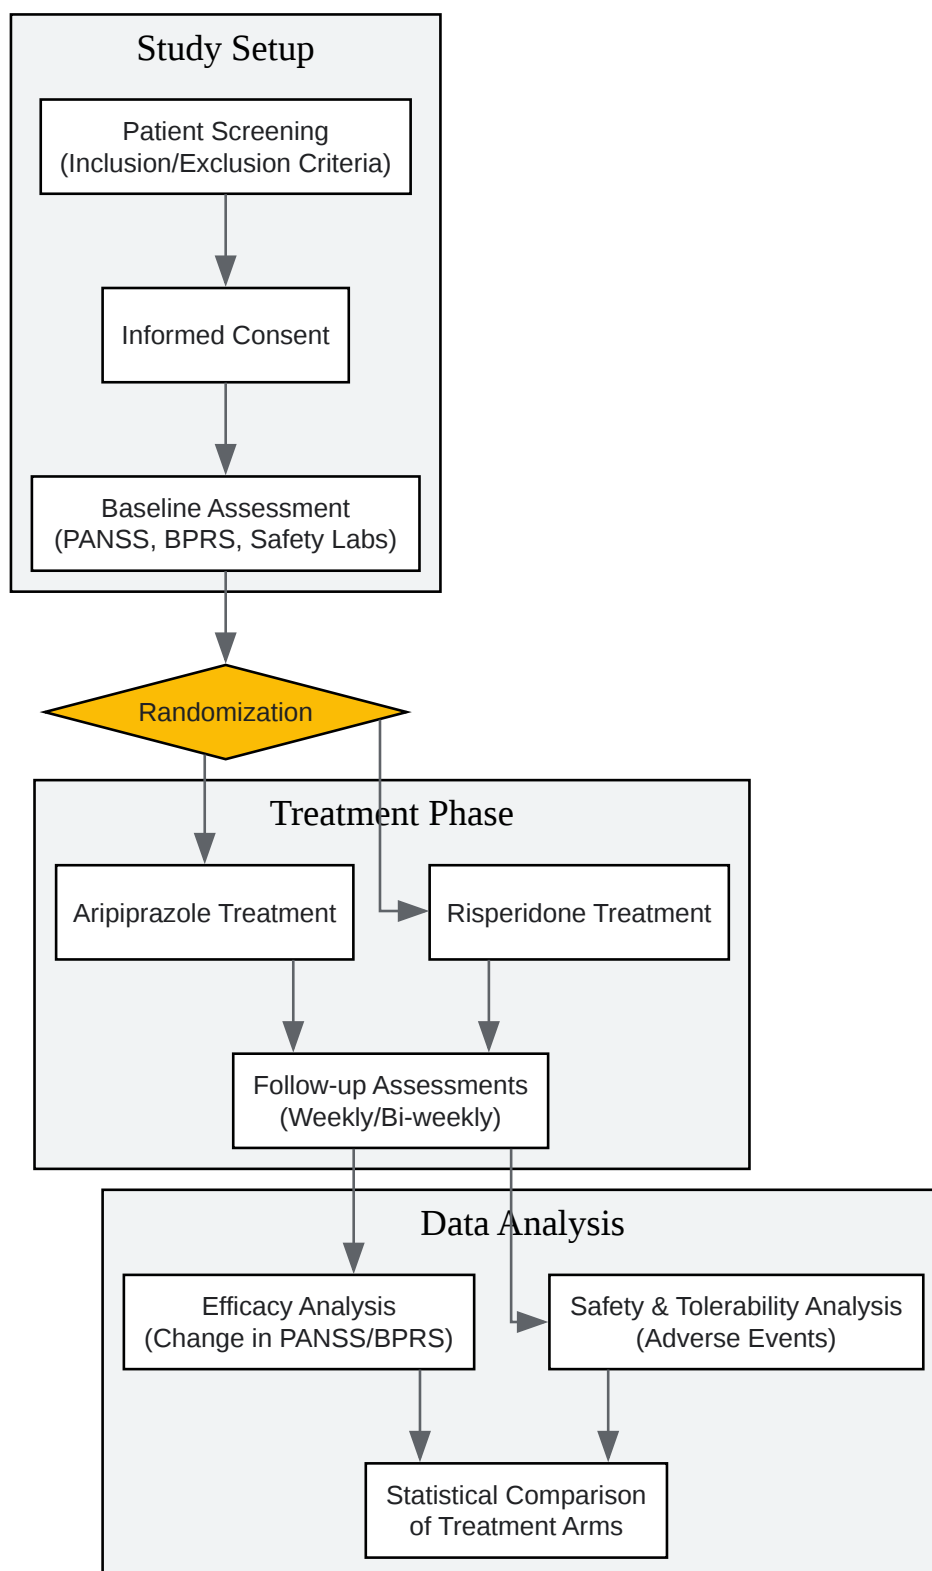 Study Setup
Patient Screening
(Inclusion/Exclusion Criteria)
Informed Consent
Baseline Assessment
(PANSS, BPRS, Safety Labs)
Randomization
Treatment Phase
Aripiprazole Treatment
Risperidone Treatment
Follow-up Assessments
(Weekly/Bi-weekly)
Data Analysis
Efficacy Analysis
(Change in PANSS/BPRS)
Safety & Tolerability Analysis
(Adverse Events)
Statistical Comparison
of Treatment Arms